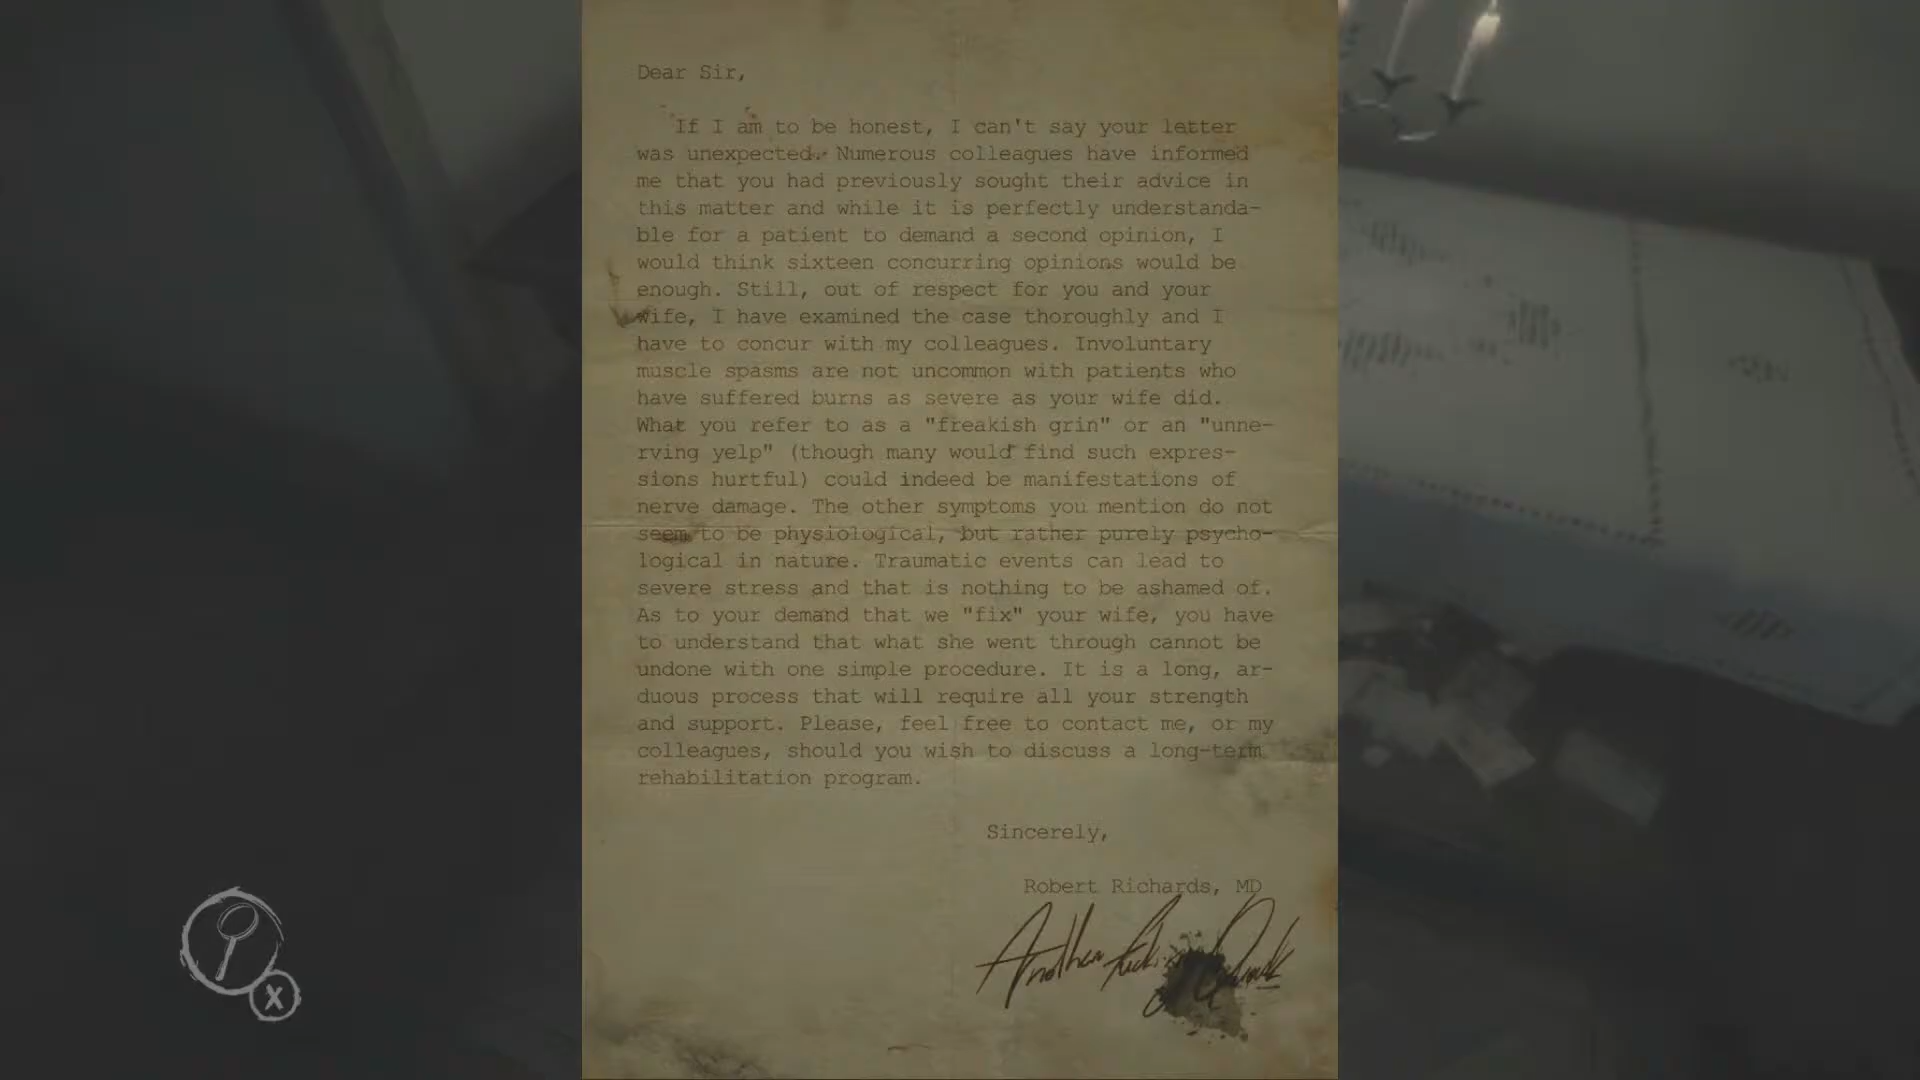 Dear Sir,
If I am to be honest, I can't say your letter
was unexpected. Numerous colleagues have informed
me that you had previously sought their advice in
this matter and while it is perfectly understanda-
ble for a patient to demand a second opinion, I
would think sixteen concurring opinions would be
enough. Still, out of respect for you and your
wife, I have examined the case thoroughly and I
have to concur with my colleagues. Involuntary
muscle spasms are not uncommon with patients who
have suffered burns as severe as your wife did.
What you refer to as a "freakish grin" or an "unne-
rving yelp" (though many would find such expres-
sions hurtful) could indeed be manifestations of
nerve damage. The other symptoms you mention do not
seem to be physiological, but rather purely psycho-
logical in nature. Traumatic events can lead to
severe stress and that is nothing to be ashamed of.
As to your demand that we "fix" your wife, you have
to understand that what she went through cannot be
undone with one simple procedure. It is a long, ar-
duous process that will require all your strength
and support. Please, feel free to contact me, or my
colleagues, should you wish to discuss a long-term
rehabilitation program.
Sincerely,
Robert Richards, MD
Another
X